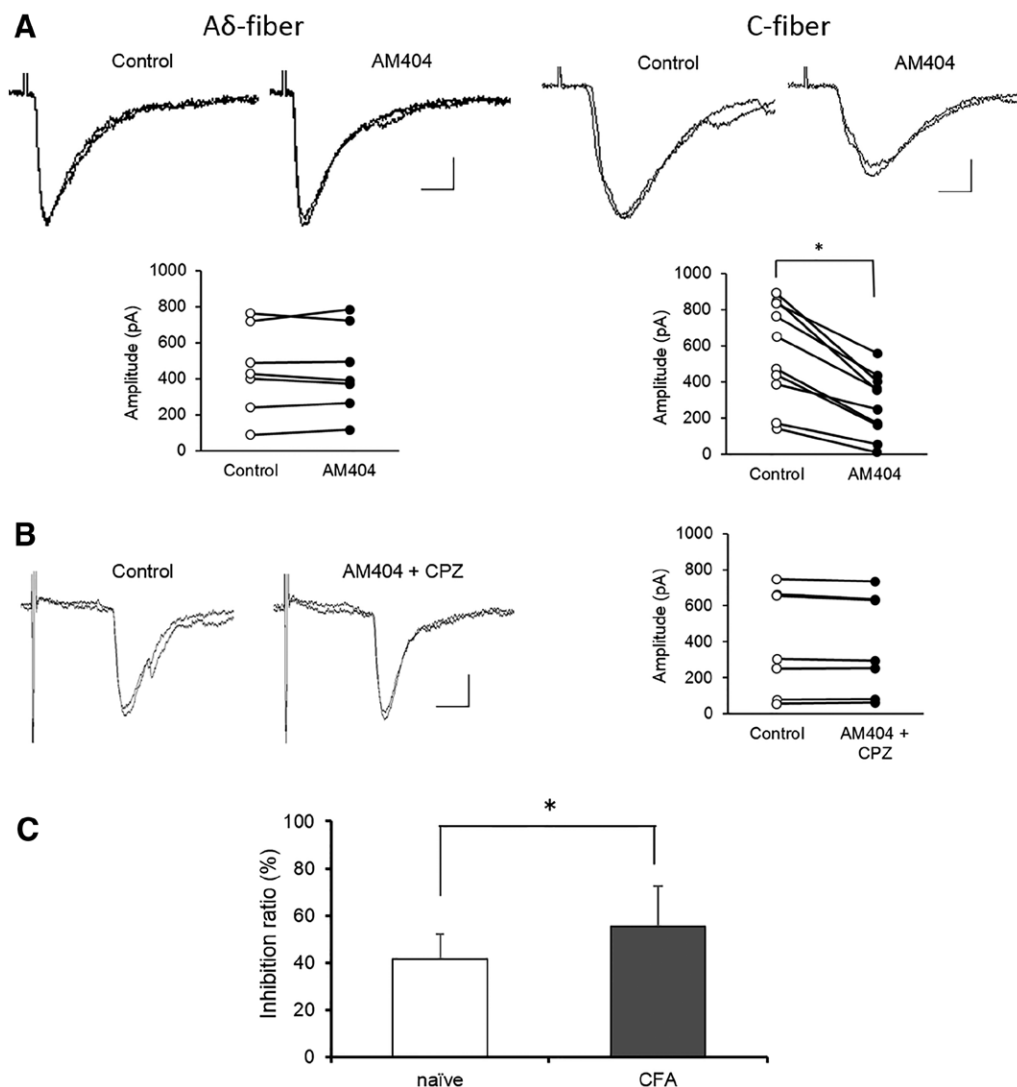 A
Aδ-fiber
C-fiber
Control
AM404
Control
AM404
Amplitude (pA)
1000
800
600
400
200
0
Control
AM404
*
Amplitude (pA)
1000
800
600
400
200
0
Control
AM404
B
Control
AM404 + CPZ
Amplitude (pA)
1000
800
600
400
200
0
Control
AM404 +
CPZ
C
*
Inhibition ratio (%)
100
80
60
40
20
0
naïve
CFA